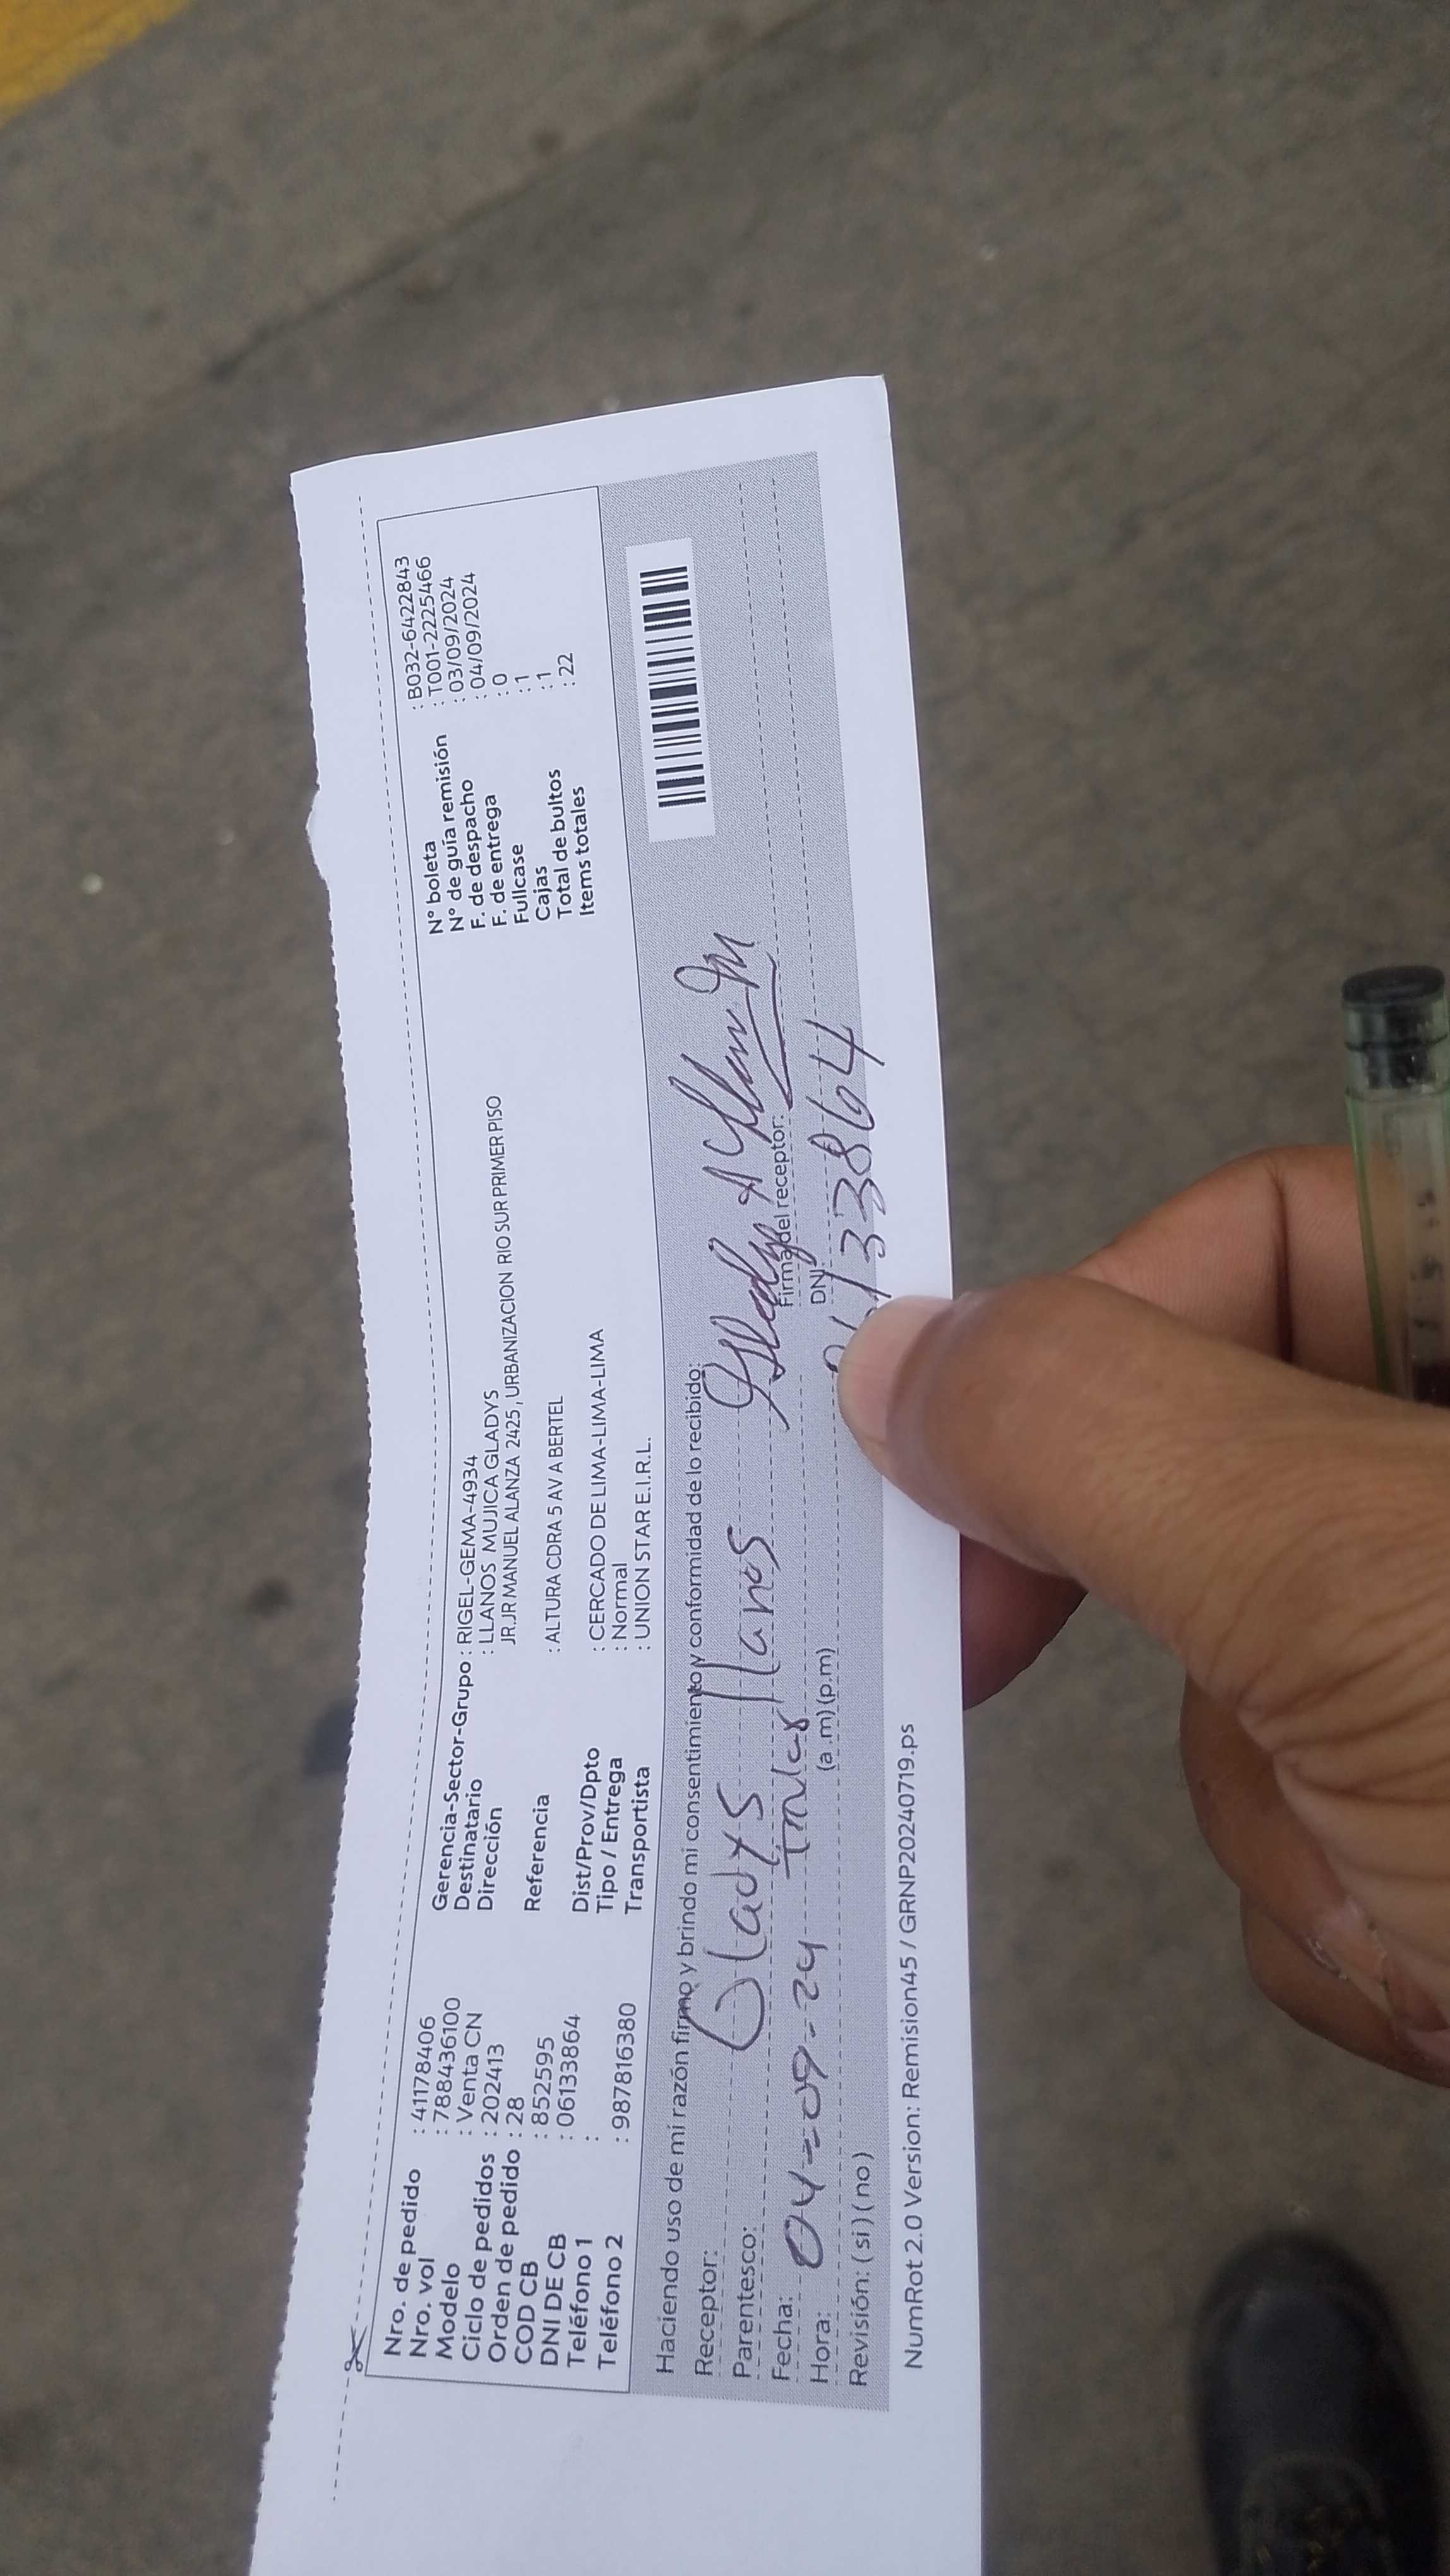 Nro. de pedido : 41178406
Nro. vol : 788436100
Modelo : Venta CN
Ciclo de pedidos : 202413
Orden de pedido : 28
COD CB : 852595
DNI DE CB : 06133864
Teléfono 1 :
Teléfono 2 : 987816380
Gerencia-Sector-Grupo : RIGEL-GEMA-4934
Destinatario : LLANOS MUJICA GLADYS
Dirección JR.JR MANUEL ALANZA 2425, URBANIZACION RIO SUR PRIMER PISO
Referencia : ALTURA CDRA 5 AV A BERTEL
Dist/Prov/Dpto : CERCADO DE LIMA-LIMA-LIMA
Tipo / Entrega : Normal
Transportista : UNION STAR E.I.R.L.
N° boleta : B032-6422843
N° de guía remisión : T001-2225466
F. de despacho : 03/09/2024
F. de entrega : 04/09/2024
Fullcase : 0
Cajas : 1
Total de bultos : 1
Items totales : 22
Haciendo uso de mi razón firmo y brindo mi consentimiento y conformidad de lo recibido:
Receptor: Gladys Llanos
Parentesco:
Fecha: 04-09-24
Hora: (a.m)(p.m)
Revisión: (si)(no)
Firma del receptor:
DNI: 133864
NumRot 2.0 Version: Remision45 / GRNP20240719.ps